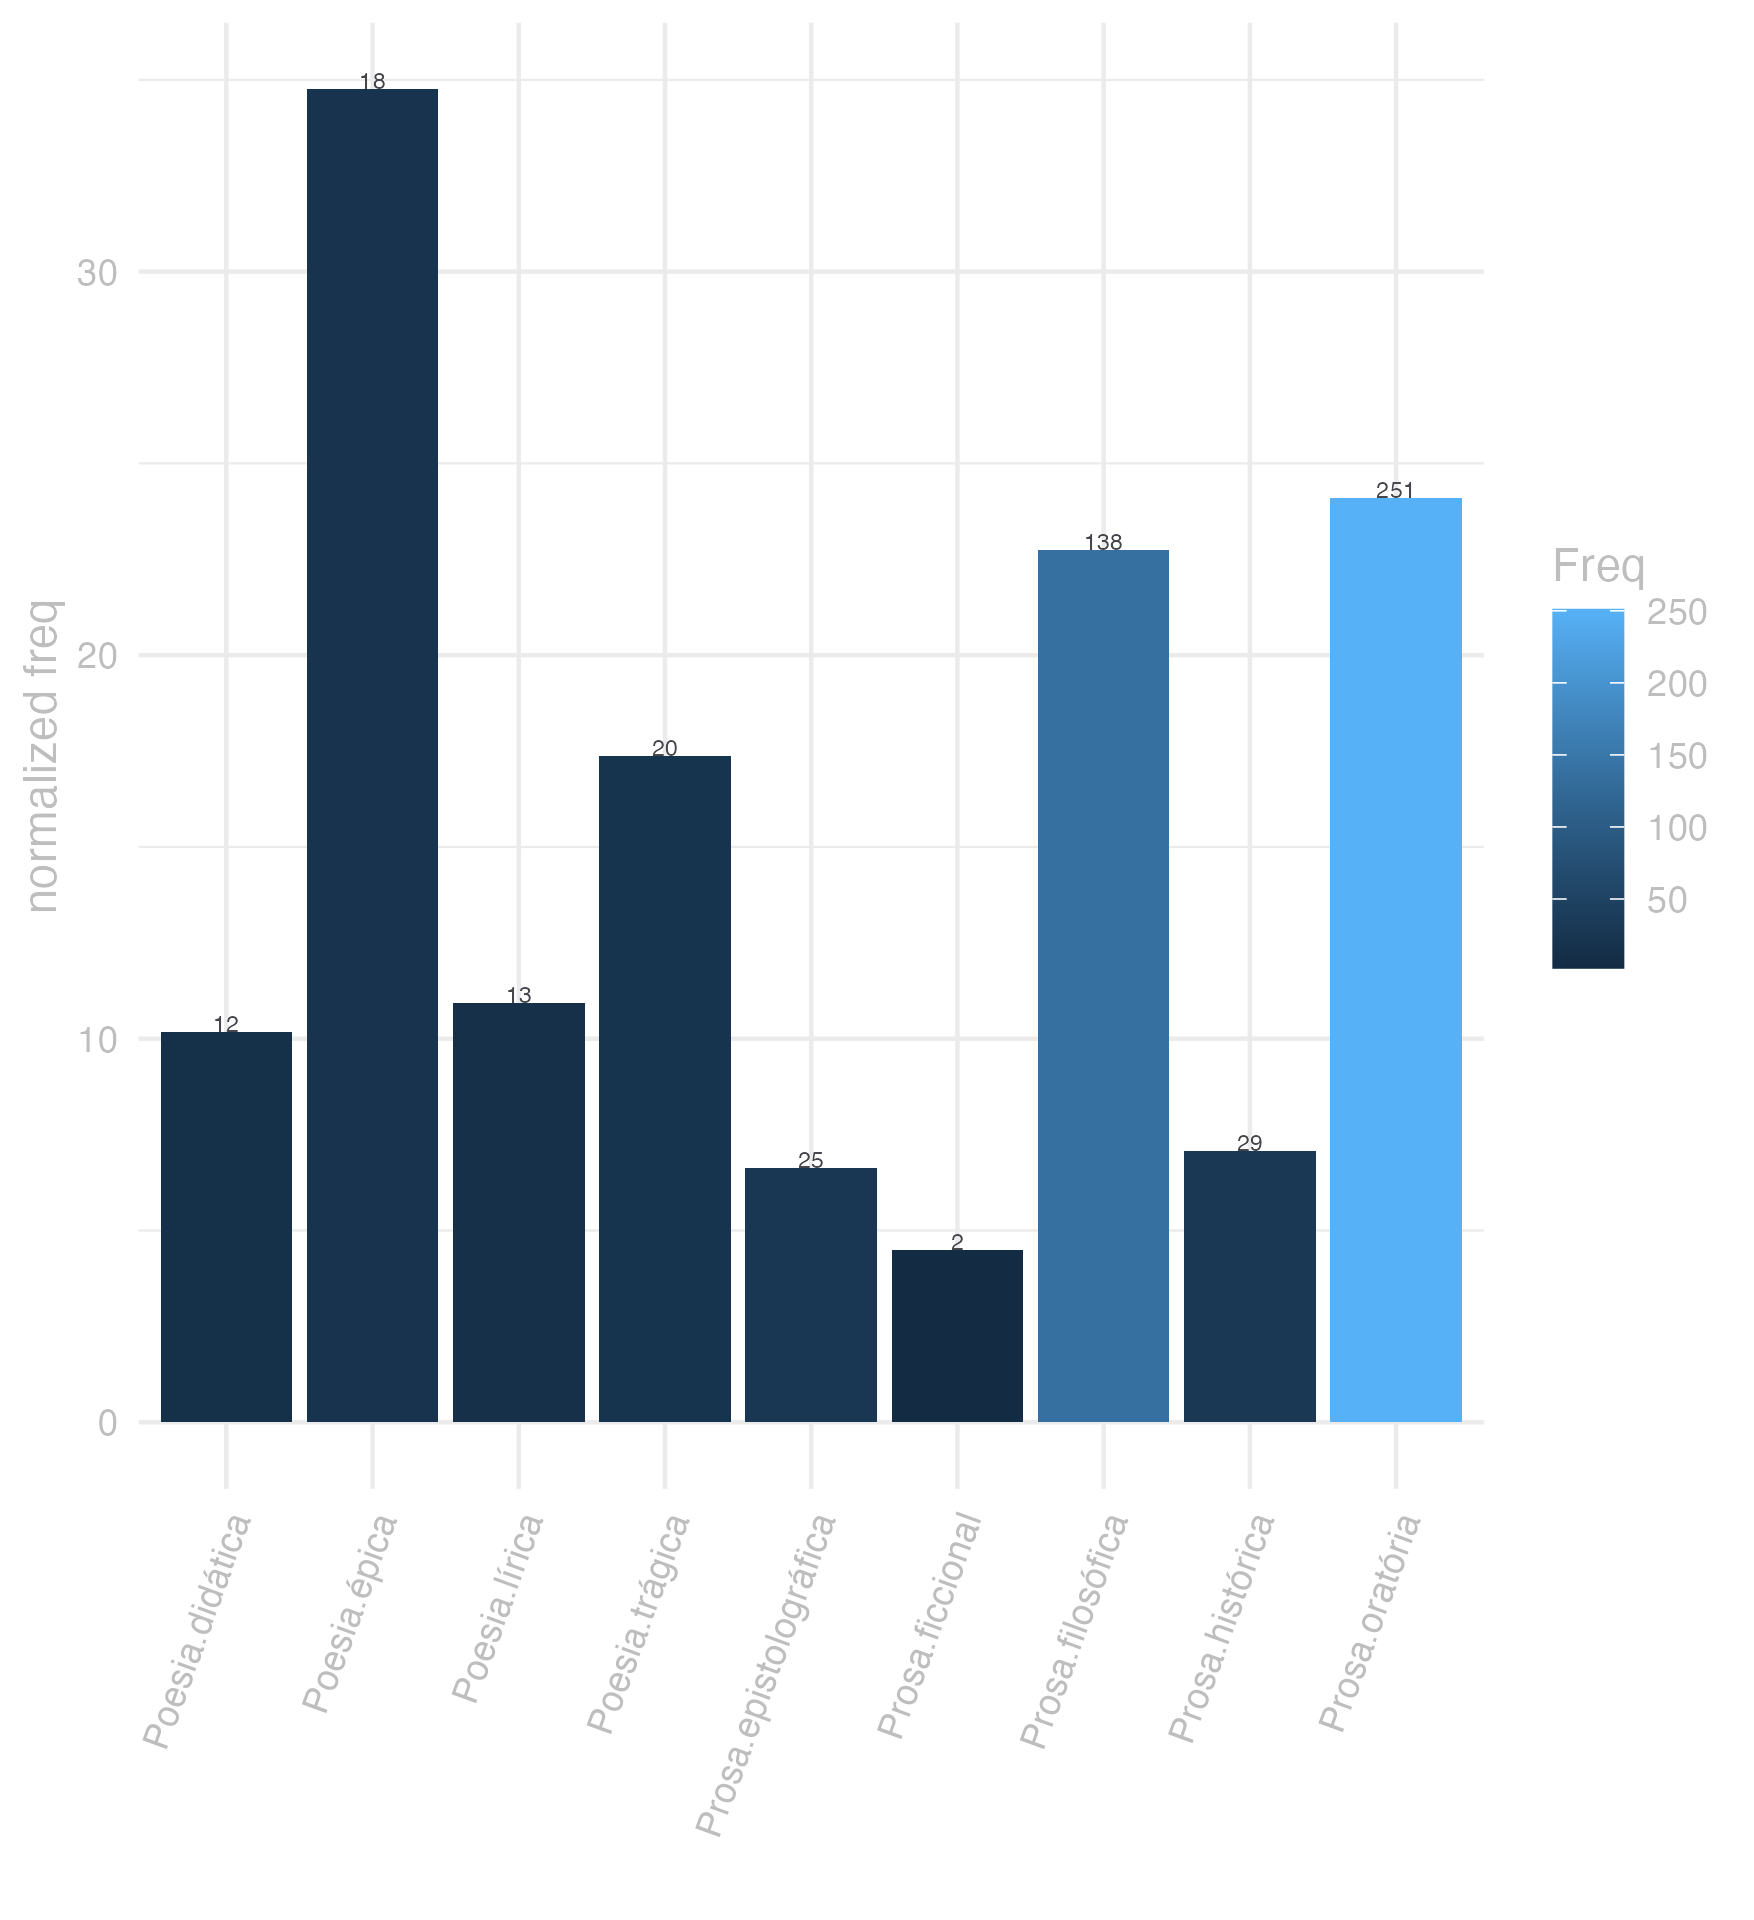 normalized freq
30
20
10
0
12
18
13
20
25
2
138
29
251
Poesia.didática
Poesia.épica
Poesia.lírica
Poesia.trágica
Prosa.epistolográfica
Prosa.ficcional
Prosa.filosófica
Prosa.histórica
Prosa.oratória
Freq
250
200
150
100
50